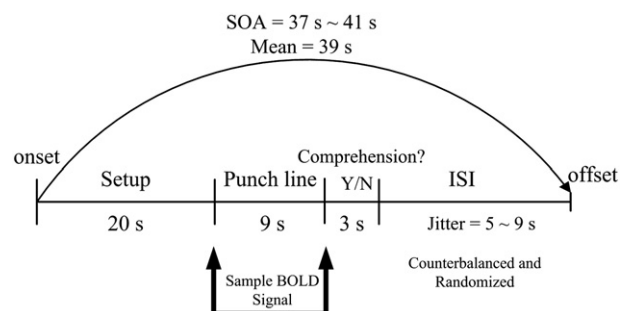 SOA = 37 s ~ 41 s
Mean = 39 s
onset
Comprehension?
offset
Setup
Punch line
Y/N
ISI
20 s
9 s
3 s
Jitter = 5 ~ 9 s
Sample BOLD
Signal
Counterbalanced and
Randomized